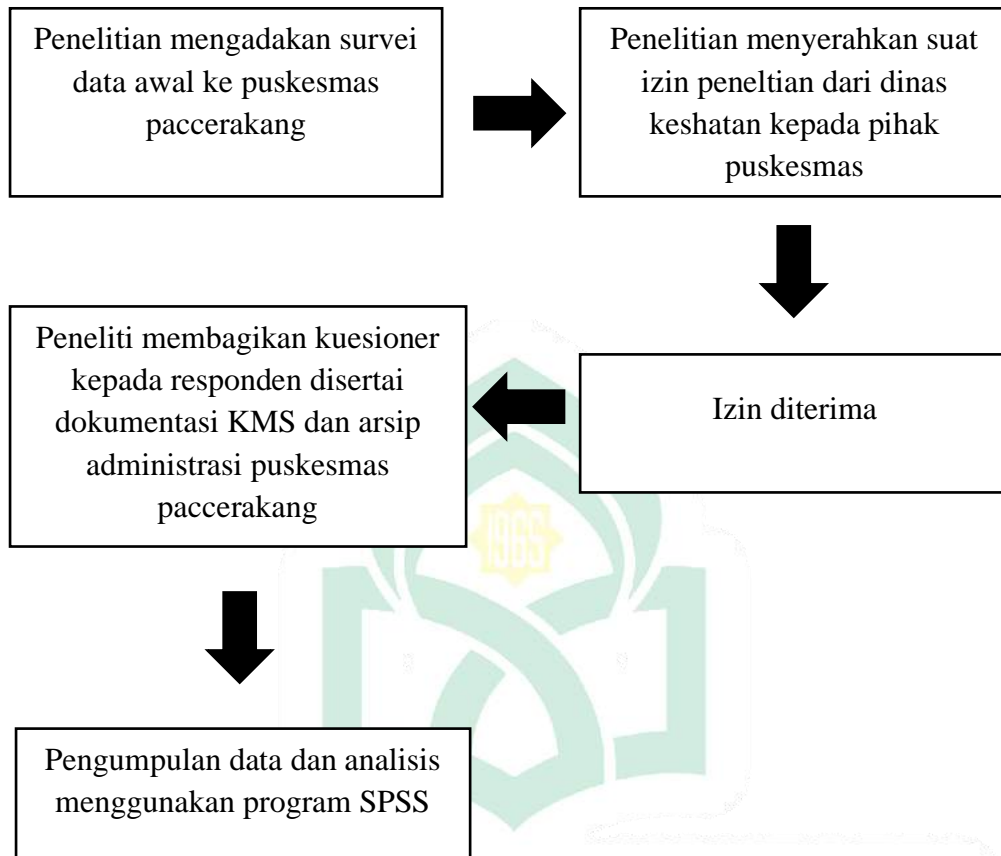 Penelitian mengadakan survei
data awal ke puskesmas
paccerakang
Penelitian menyerahkan suat
izin peneltian dari dinas
keshatan kepada pihak
puskesmas
Izin diterima
Peneliti membagikan kuesioner
kepada responden disertai
dokumentasi KMS dan arsip
administrasi puskesmas
paccerakang
1965
Pengumpulan data dan analisis
menggunakan program SPSS